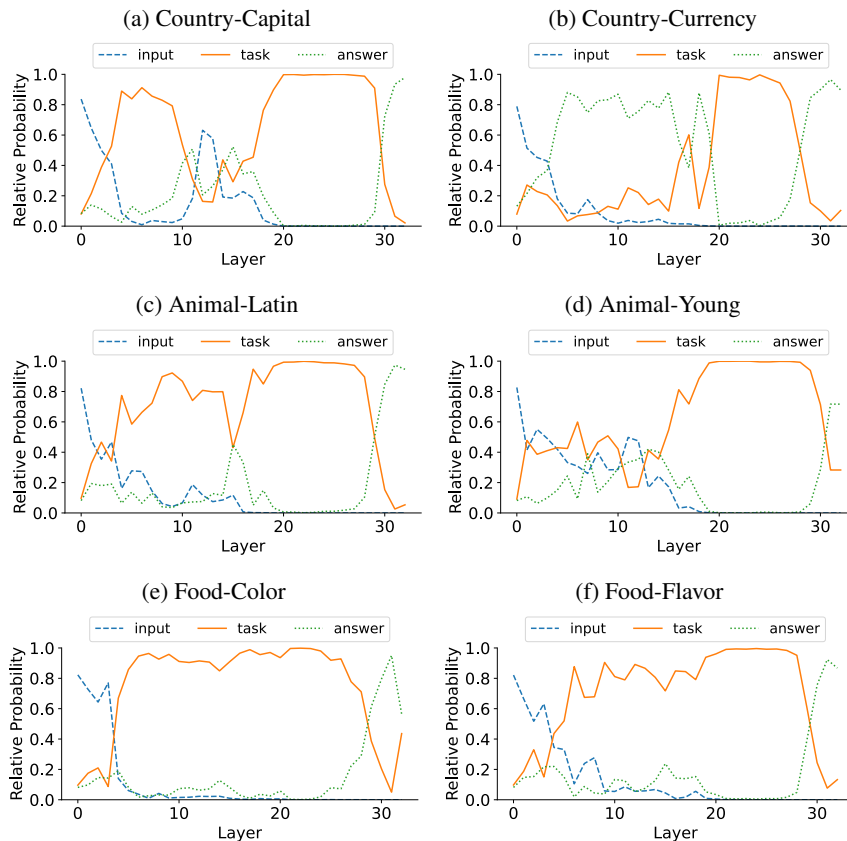 (a) Country-Capital
input task answer
Relative Probability
1.0
0.8
0.6
0.4
0.2
0.0
0 10 20 30
Layer
(b) Country-Currency
input task answer
Relative Probability
1.0
0.8
0.6
0.4
0.2
0.0
0 10 20 30
Layer
(c) Animal-Latin
input task answer
Relative Probability
1.0
0.8
0.6
0.4
0.2
0.0
0 10 20 30
Layer
(d) Animal-Young
input task answer
Relative Probability
1.0
0.8
0.6
0.4
0.2
0.0
0 10 20 30
Layer
(e) Food-Color
input task answer
Relative Probability
1.0
0.8
0.6
0.4
0.2
0.0
0 10 20 30
Layer
(f) Food-Flavor
input task answer
Relative Probability
1.0
0.8
0.6
0.4
0.2
0.0
0 10 20 30
Layer